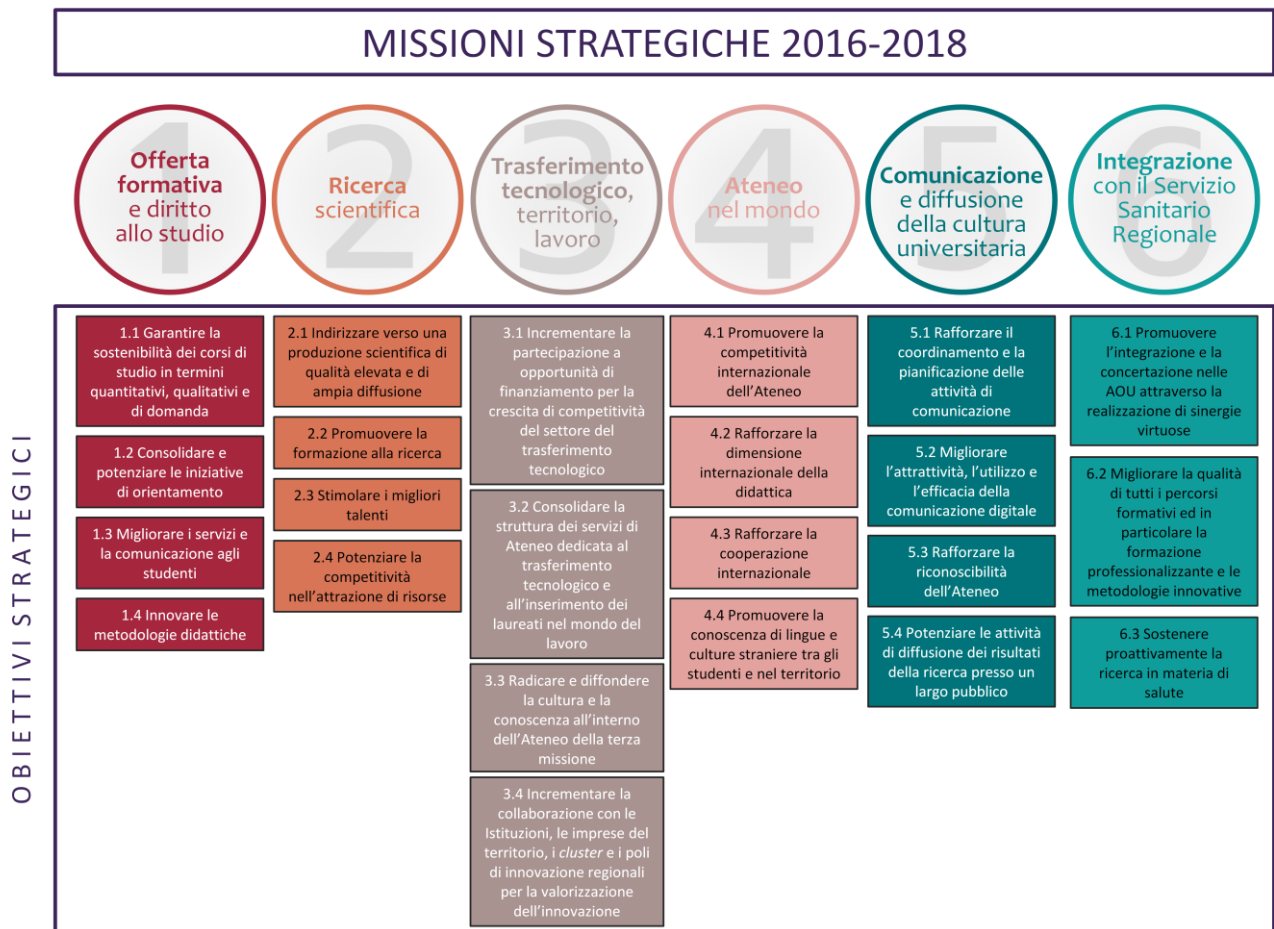 MISSIONI STRATEGICHE 2016-2018
1
Offerta
formativa
e diritto
allo studio
2
Ricerca
scientifica
3
Trasferimento
tecnologico,
territorio,
lavoro
4
Ateneo
nel mondo
5
Comunicazione
e diffusione
della cultura
universitaria
6
Integrazione
con il Servizio
Sanitario
Regionale
OBIETTIVI STRATEGICI
1.1 Garantire la
sostenibilità dei corsi di
studio in termini
quantitativi, qualitativi e
di domanda
1.2 Consolidare e
potenziare le iniziative
di orientamento
1.3 Migliorare i servizi e
la comunicazione agli
studenti
1.4 Innovare le
metodologie didattiche
2.1 Indirizzare verso una
produzione scientifica di
qualità elevata e di
ampia diffusione
2.2 Promuovere la
formazione alla ricerca
2.3 Stimolare i migliori
talenti
2.4 Potenziare la
competitività
nell’attrazione di risorse
3.1 Incrementare la
partecipazione a
opportunità di
finanziamento per la
crescita di competitività
del settore del
trasferimento
tecnologico
3.2 Consolidare la
struttura dei servizi di
Ateneo dedicata al
trasferimento
tecnologico e
all’inserimento dei
laureati nel mondo del
lavoro
3.3 Radicare e diffondere
la cultura e la
conoscenza all’interno
dell’Ateneo della terza
missione
3.4 Incrementare la
collaborazione con le
Istituzioni, le imprese del
territorio, i cluster e i poli
di innovazione regionali
per la valorizzazione
dell’innovazione
4.1 Promuovere la
competitività
internazionale
dell’Ateneo
4.2 Rafforzare la
dimensione
internazionale della
didattica
4.3 Rafforzare la
cooperazione
internazionale
4.4 Promuovere la
conoscenza di lingue e
culture straniere tra gli
studenti e nel territorio
5.1 Rafforzare il
coordinamento e la
pianificazione delle
attività di
comunicazione
5.2 Migliorare
l’attrattività, l’utilizzo e
l’efficacia della
comunicazione digitale
5.3 Rafforzare la
riconoscibilità
dell’Ateneo
5.4 Potenziare le attività
di diffusione dei risultati
della ricerca presso un
largo pubblico
6.1 Promuovere
l’integrazione e la
concertazione nelle
AOU attraverso la
realizzazione di sinergie
virtuose
6.2 Migliorare la qualità
di tutti i percorsi
formativi ed in
particolare la
formazione
professionalizzante e le
metodologie innovative
6.3 Sostenere
proattivamente la
ricerca in materia di
salute